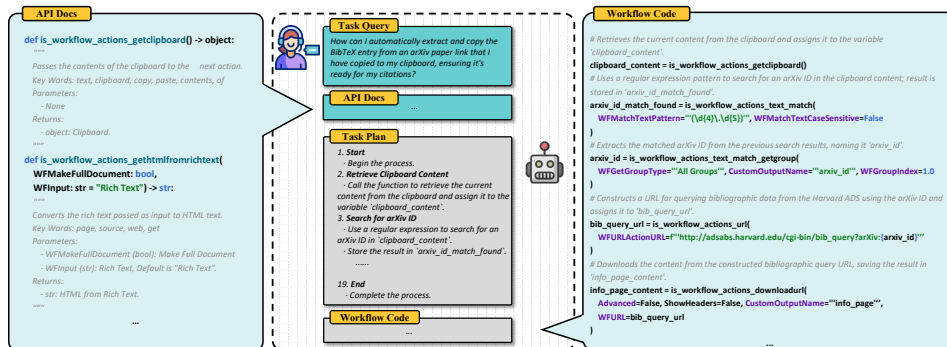 API Docs
def is_workflow_actions_getclipboard() -> object:
"""
Passes the contents of the clipboard to the next action.
Key Words: text, clipboard, copy, paste, contents, of
Parameters:
- None
Returns:
- object: Clipboard.
"""
def is_workflow_actions_gethtmlfromrichtext(
WFMakeFullDocument: bool,
WFInput: str = "Rich Text") -> str:
"""
Converts the rich text passed as input to HTML text.
Key Words: page, source, web, get
Parameters:
- WFMakeFullDocument (bool): Make Full Document
- WFInput (str): Rich Text, Default is "Rich Text".
Returns:
- str: HTML from Rich Text.
"""
...
Task Query
How can I automatically extract and copy the
BibTeX entry from an arXiv paper link that I
have copied to my clipboard, ensuring it's
ready for my citations?
API Docs
...
Task Plan
1. Start
· Begin the process.
2. Retrieve Clipboard Content
· Call the function to retrieve the current
content from the clipboard and assign it to the
variable `clipboard_content`.
3. Search for arXiv ID
· Use a regular expression to search for an
arXiv ID in `clipboard_content`.
· Store the result in `arxiv_id_match_found`.
......
19. End
· Complete the process.
Workflow Code
...
Workflow Code
# Retrieves the current content from the clipboard and assigns it to the variable
'clipboard_content'.
clipboard_content = is_workflow_actions_getclipboard()
# Uses a regular expression pattern to search for an arXiv ID in the clipboard content; result is
stored in 'arxiv_id_match_found'.
arxiv_id_match_found = is_workflow_actions_text_match(
WFMatchTextPattern='"(\d{4}\.\d{5})"', WFMatchTextCaseSensitive=False
)
# Extracts the matched arXiv ID from the previous search results, naming it 'arxiv_id'.
arxiv_id = is_workflow_actions_text_match_getgroup(
WFGetGroupType='"All Groups"', CustomOutputName='"arxiv_id"', WFGroupIndex=1.0
)
# Constructs a URL for querying bibliographic data from the Harvard ADS using the arXiv ID and
assigns it to 'bib_query_url'.
bib_query_url = is_workflow_actions_url(
WFURLActionURL=f'"http://adsabs.harvard.edu/cgi-bin/bib_query?arXiv:{arxiv_id}"'
)
# Downloads the content from the constructed bibliographic query URL, saving the result in
'info_page_content'.
info_page_content = is_workflow_actions_downloadurl(
Advanced=False, ShowHeaders=False, CustomOutputName='"info_page"',
WFURL=bib_query_url
)
...